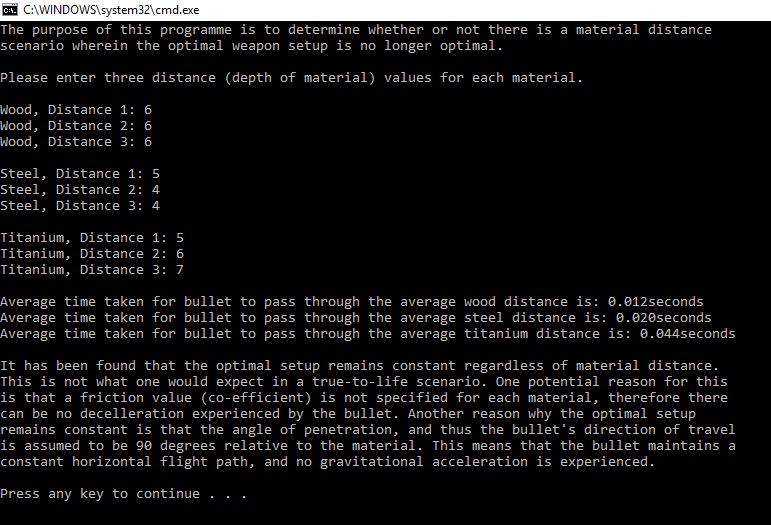 C:\WINDOWS\system32\cmd.exe
The purpose of this programme is to determine whether or not there is a material distance
scenario wherein the optimal weapon setup is no longer optimal.
Please enter three distance (depth of material) values for each material.
Wood, Distance 1: 6
Wood, Distance 2: 6
Wood, Distance 3: 6
Steel, Distance 1: 5
Steel, Distance 2: 4
Steel, Distance 3: 4
Titanium, Distance 1: 5
Titanium, Distance 2: 6
Titanium, Distance 3: 7
Average time taken for bullet to pass through the average wood distance is: 0.012seconds
Average time taken for bullet to pass through the average steel distance is: 0.020seconds
Average time taken for bullet to pass through the average titanium distance is: 0.044seconds
It has been found that the optimal setup remains constant regardless of material distance.
This is not what one would expect in a true-to-life scenario. One potential reason for this
is that a friction value (co-efficient) is not specified for each material, therefore there
can be no decelleration experienced by the bullet. Another reason why the optimal setup
remains constant is that the angle of penetration, and thus the bullet's direction of travel
is assumed to be 90 degrees relative to the material. This means that the bullet maintains a
constant horizontal flight path, and no gravitational acceleration is experienced.
Press any key to continue . . .